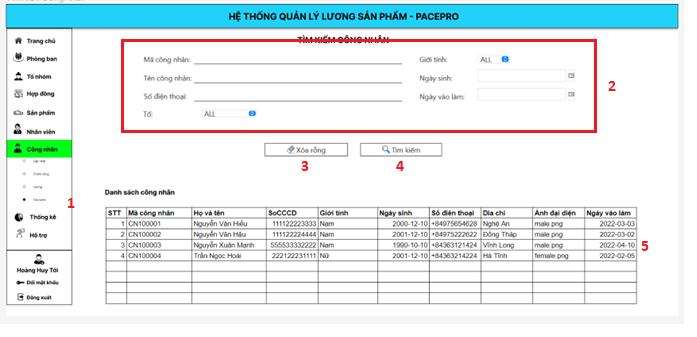 HỆ THỐNG QUẢN LÝ LƯƠNG SẢN PHẨM - PACEPRO
Trang chủ
Phòng ban
Tổ nhóm
Hợp đồng
Sản phẩm
Nhân viên
Công nhân
Chấm công
Lương
Tìm kiếm
1
Thống kê
Hỗ trợ
Hoàng Huy Tới
Đổi mật khẩu
Đăng xuất
TÌM KIẾM CÔNG NHÂN
Mã công nhân: Giới tính: ALL
Tên công nhân: Ngày sinh:
2
Số điện thoại: Ngày vào làm:
Tổ: ALL
Xóa rỗng Tìm kiếm
3 4
Danh sách công nhân
STT Mã công nhân Họ và tên SoCCCD Giới tính Ngày sinh Số điện thoại Dia chỉ Ảnh đại diện Ngày vào làm
1 CN100001 Nguyễn Văn Hiếu 111122223333 Nam 2000-12-10 +84975654628 Nghệ An male.png 2022-03-03
2 CN100002 Nguyễn Văn Hậu 111122224444 Nam 2001-12-10 +84975222622 Đồng Tháp male.png 2022-03-02
3 CN100003 Nguyễn Xuân Mạnh 555533332222 Nam 1990-10-10 +84363121424 Vĩnh Long male.png 2022-04-10
4 CN100004 Trần Ngọc Hoài 222122231111 Nữ 2001-12-10 +84363214224 Hà Tĩnh female.png 2022-02-05
5